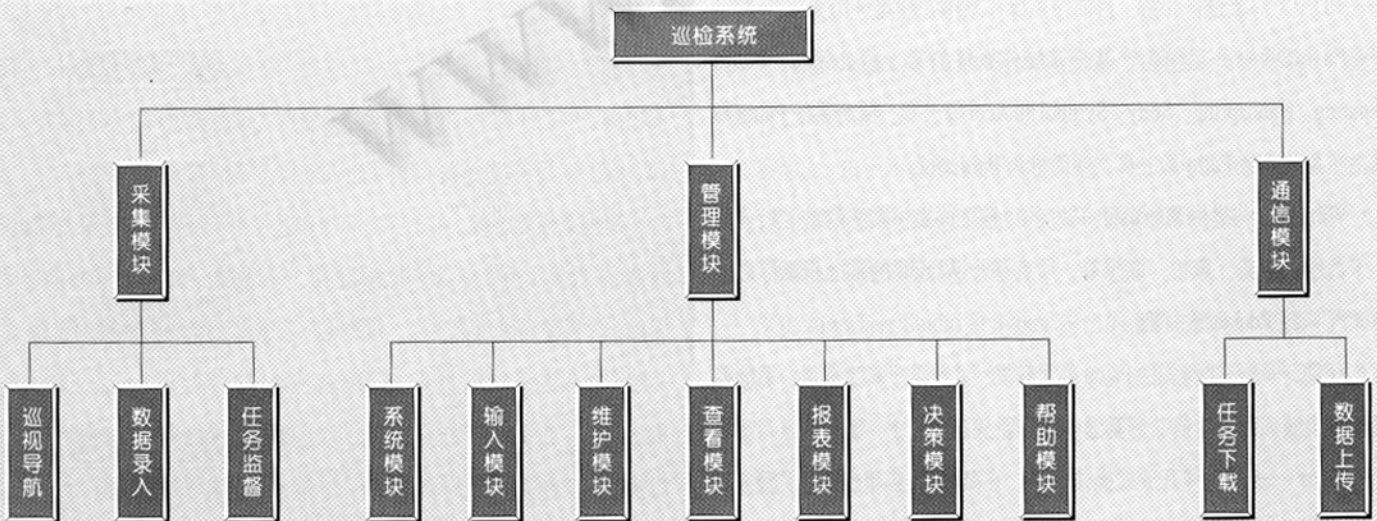 巡检系统
采集模块
管理模块
通信模块
巡视导航
数据录入
任务监督
系统模块
输入模块
维护模块
查看模块
报表模块
决策模块
帮助模块
任务下载
数据上传
www.